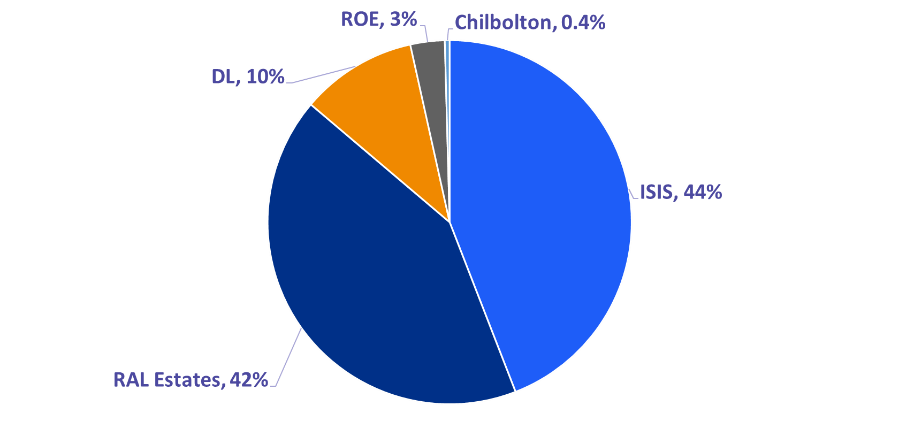 ROE, 3%
Chilbolton, 0.4%
DL, 10%
ISIS, 44%
RAL Estates, 42%